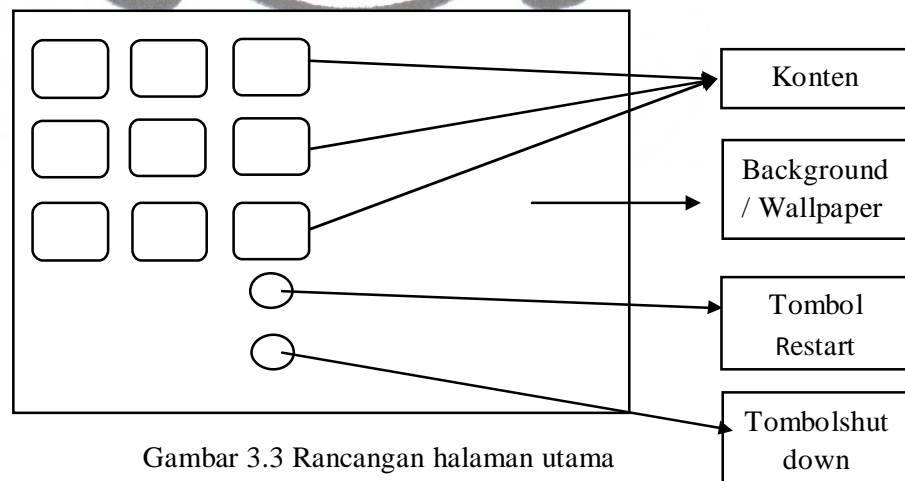 Konten
Background
/ Wallpaper
Tombol
Restart
Tombolshut
down
Gambar 3.3 Rancangan halaman utama